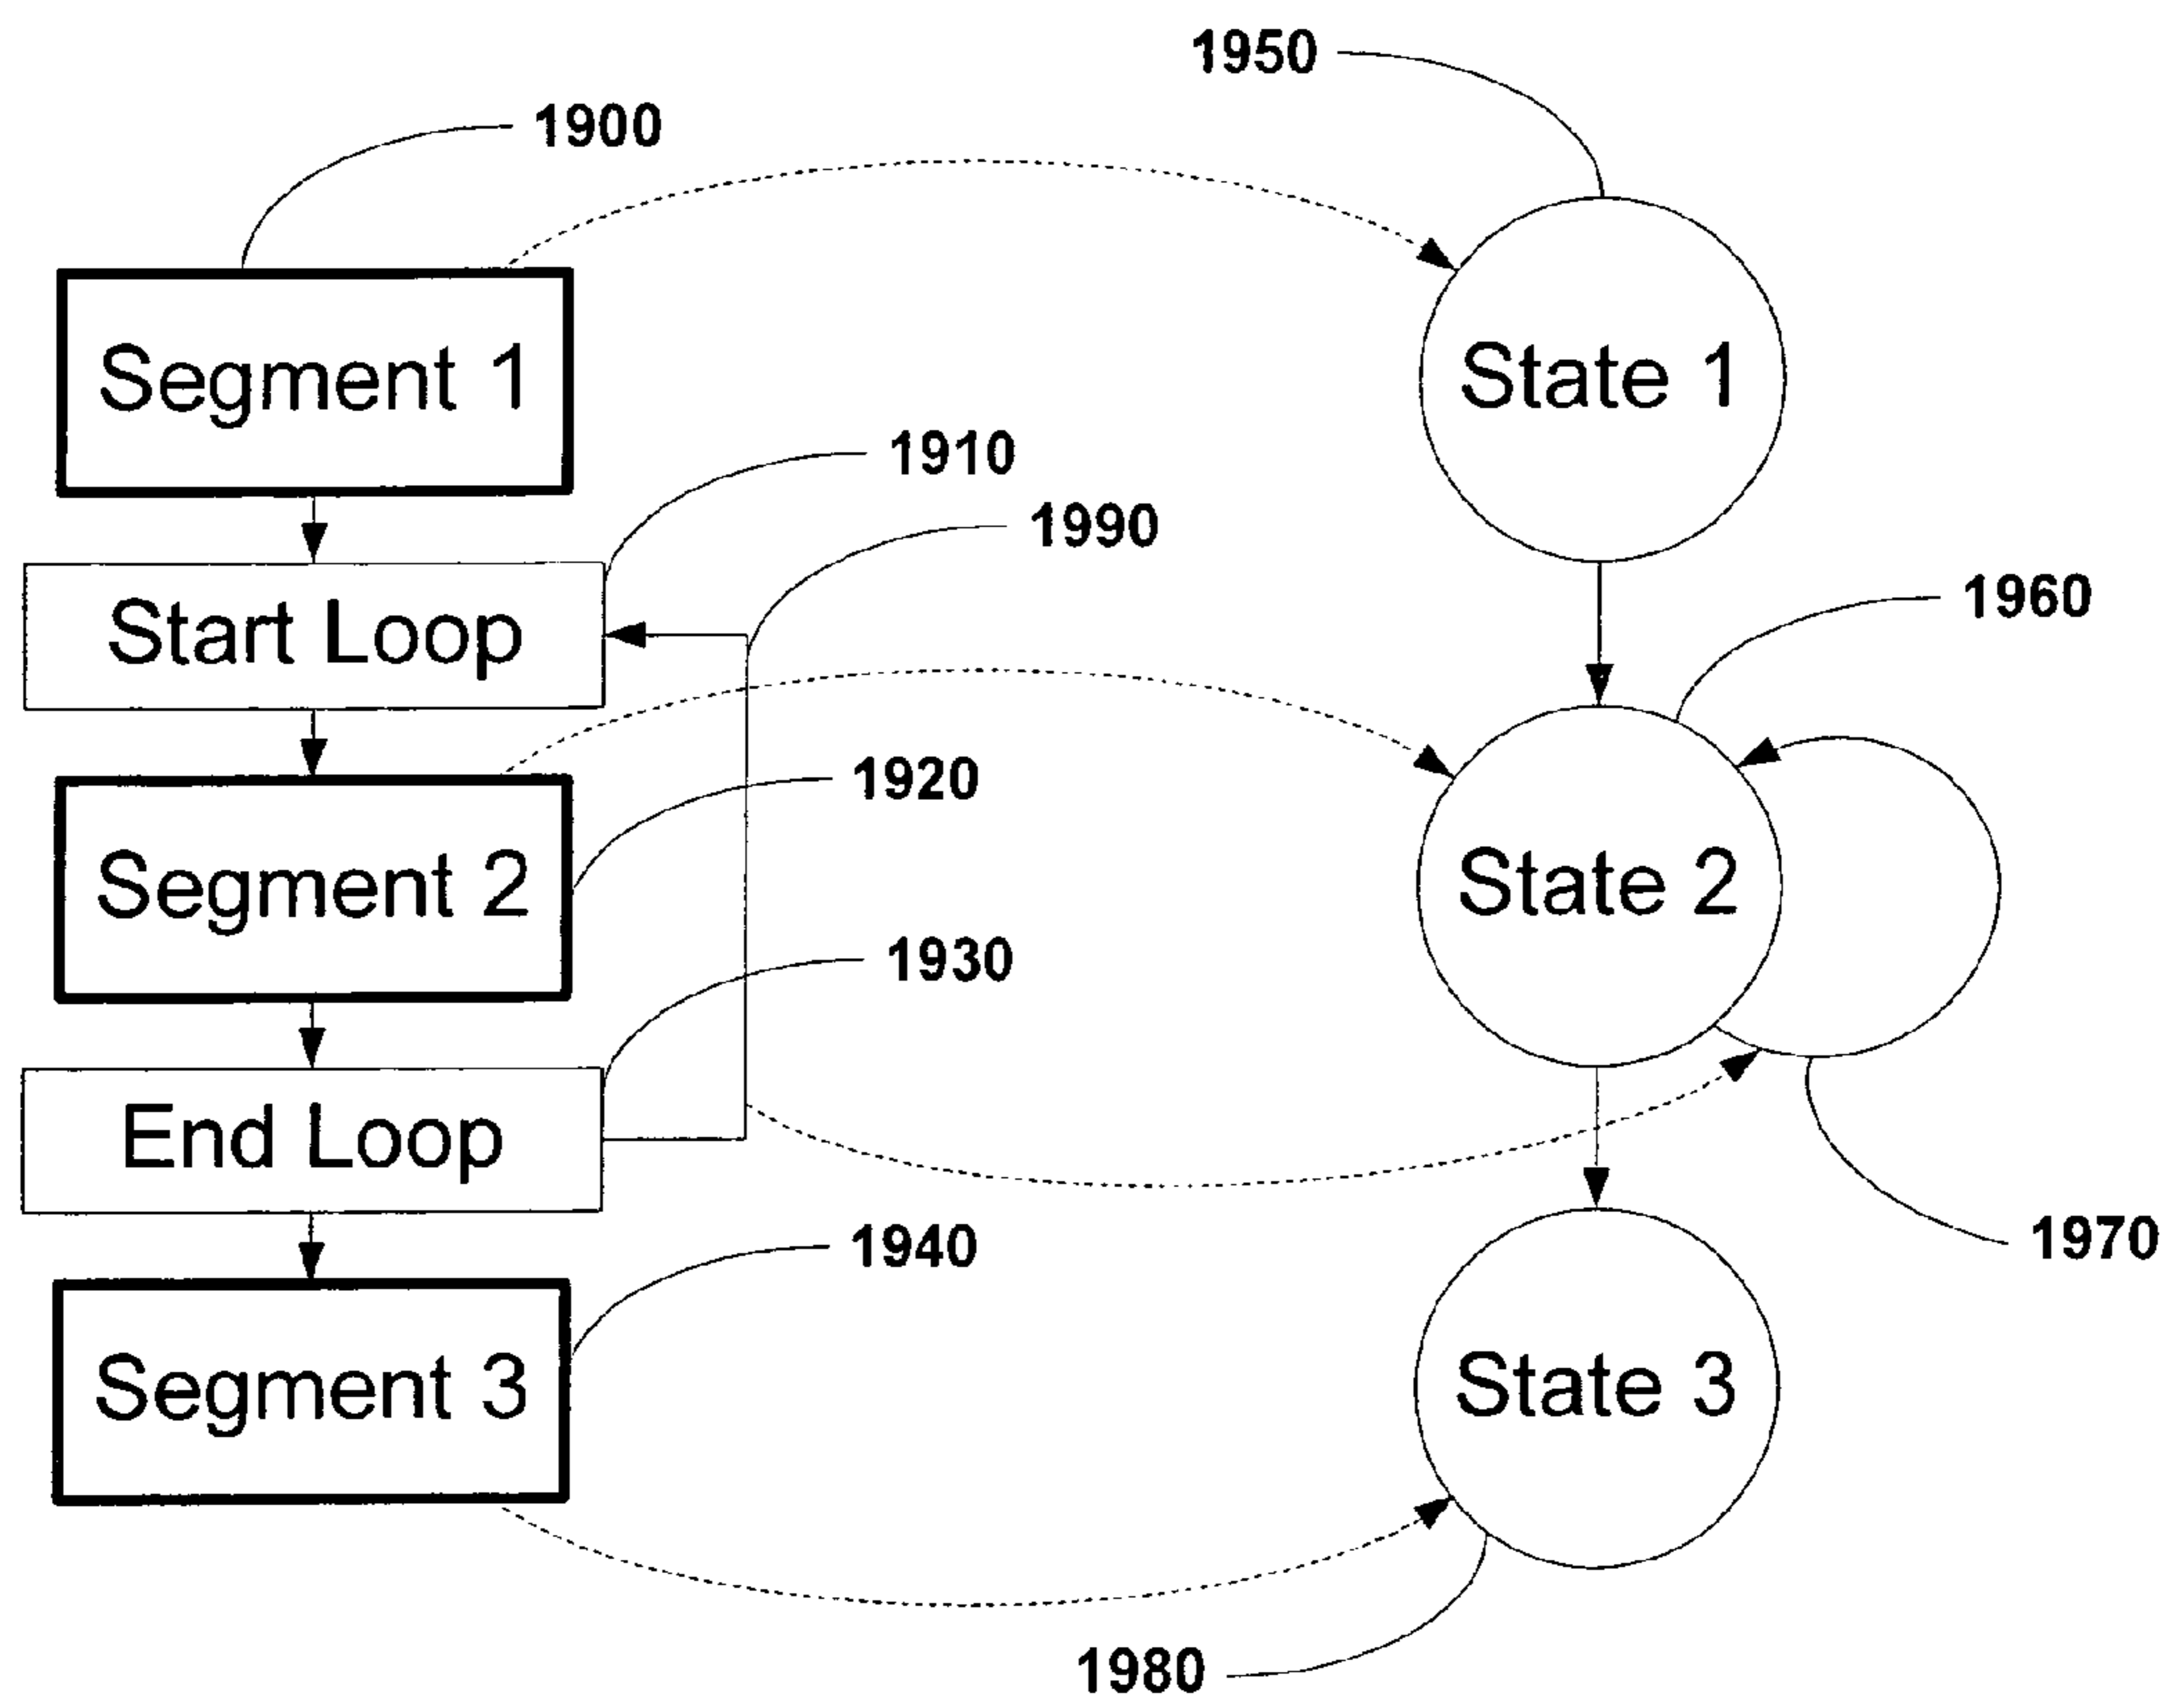 1950
1900
Segment 1
State 1
1910
1990
1960
Start Loop
1920
Segment 2
State 2
1930
End Loop
1970
1940
Segment 3
State 3
1980